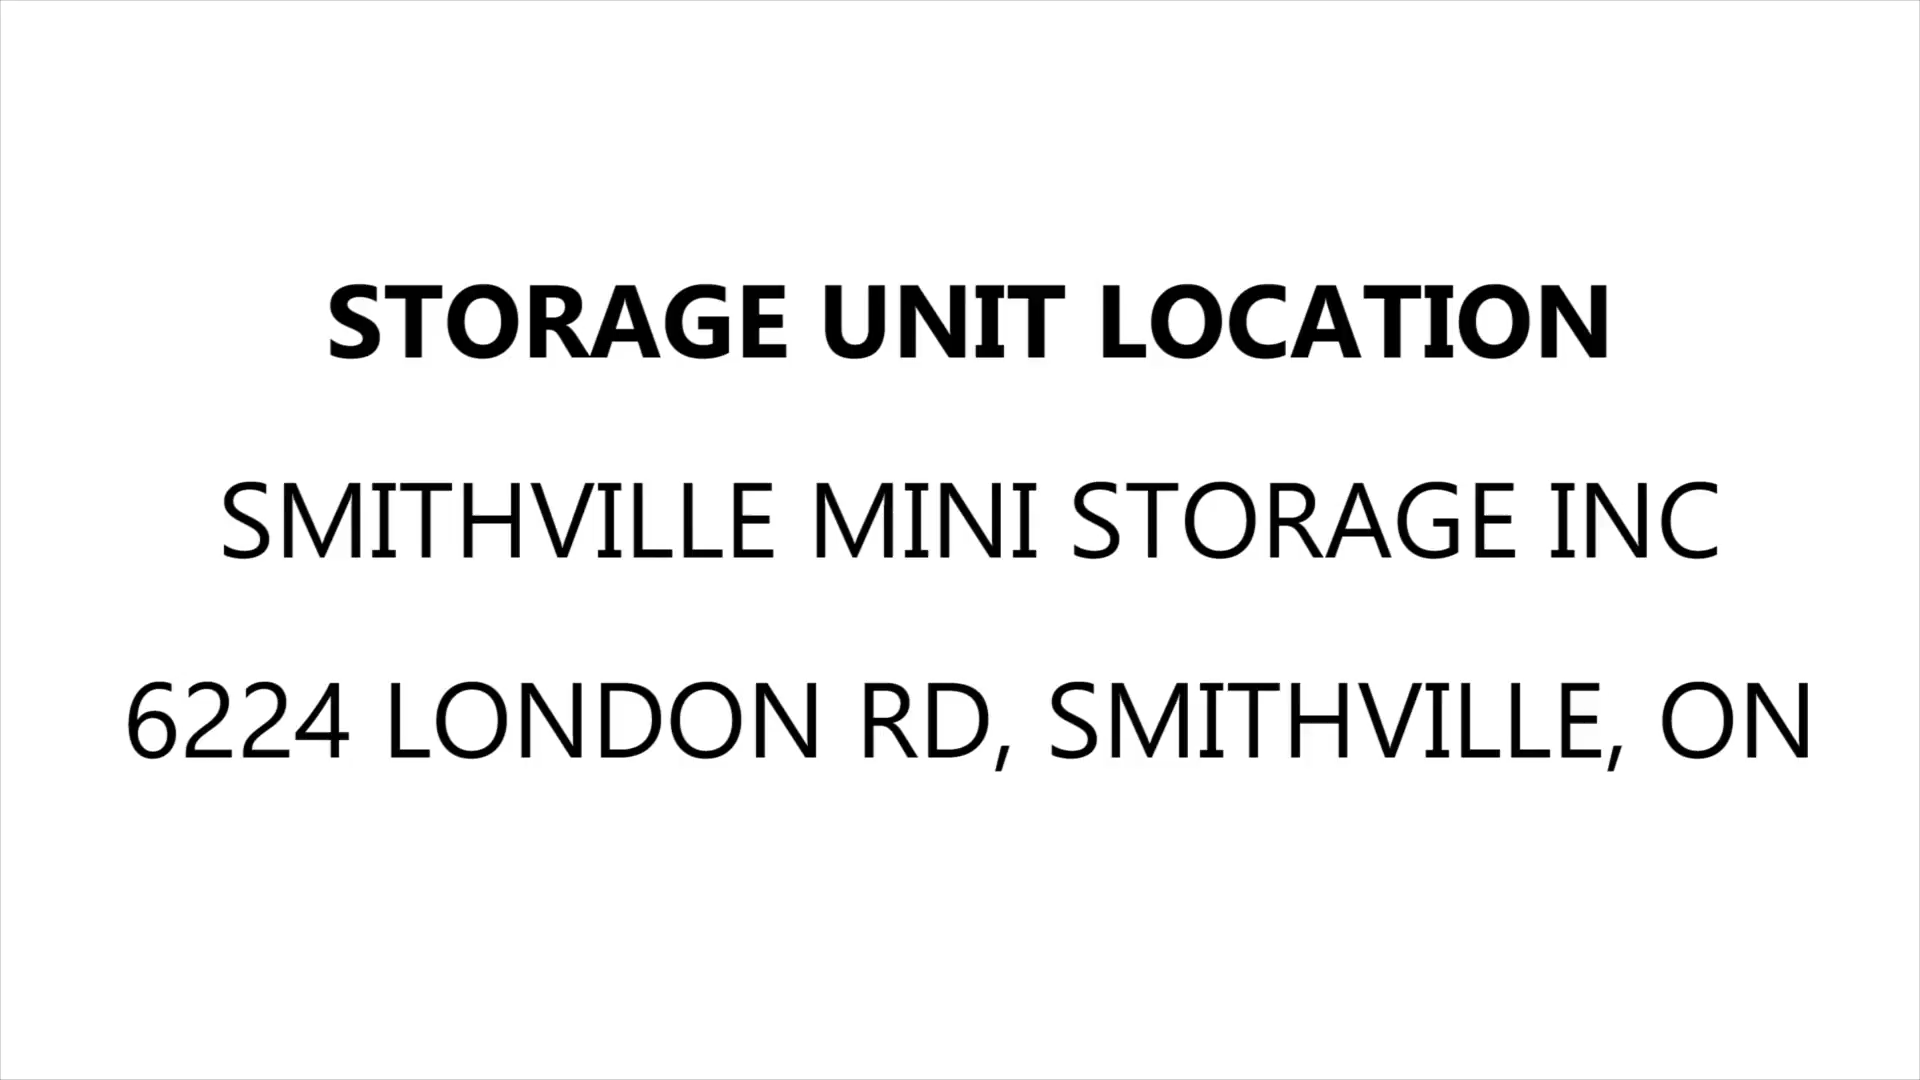 STORAGE UNIT LOCATION
SMITHVILLE MINI STORAGE INC
6224 LONDON RD, SMITHVILLE, ON